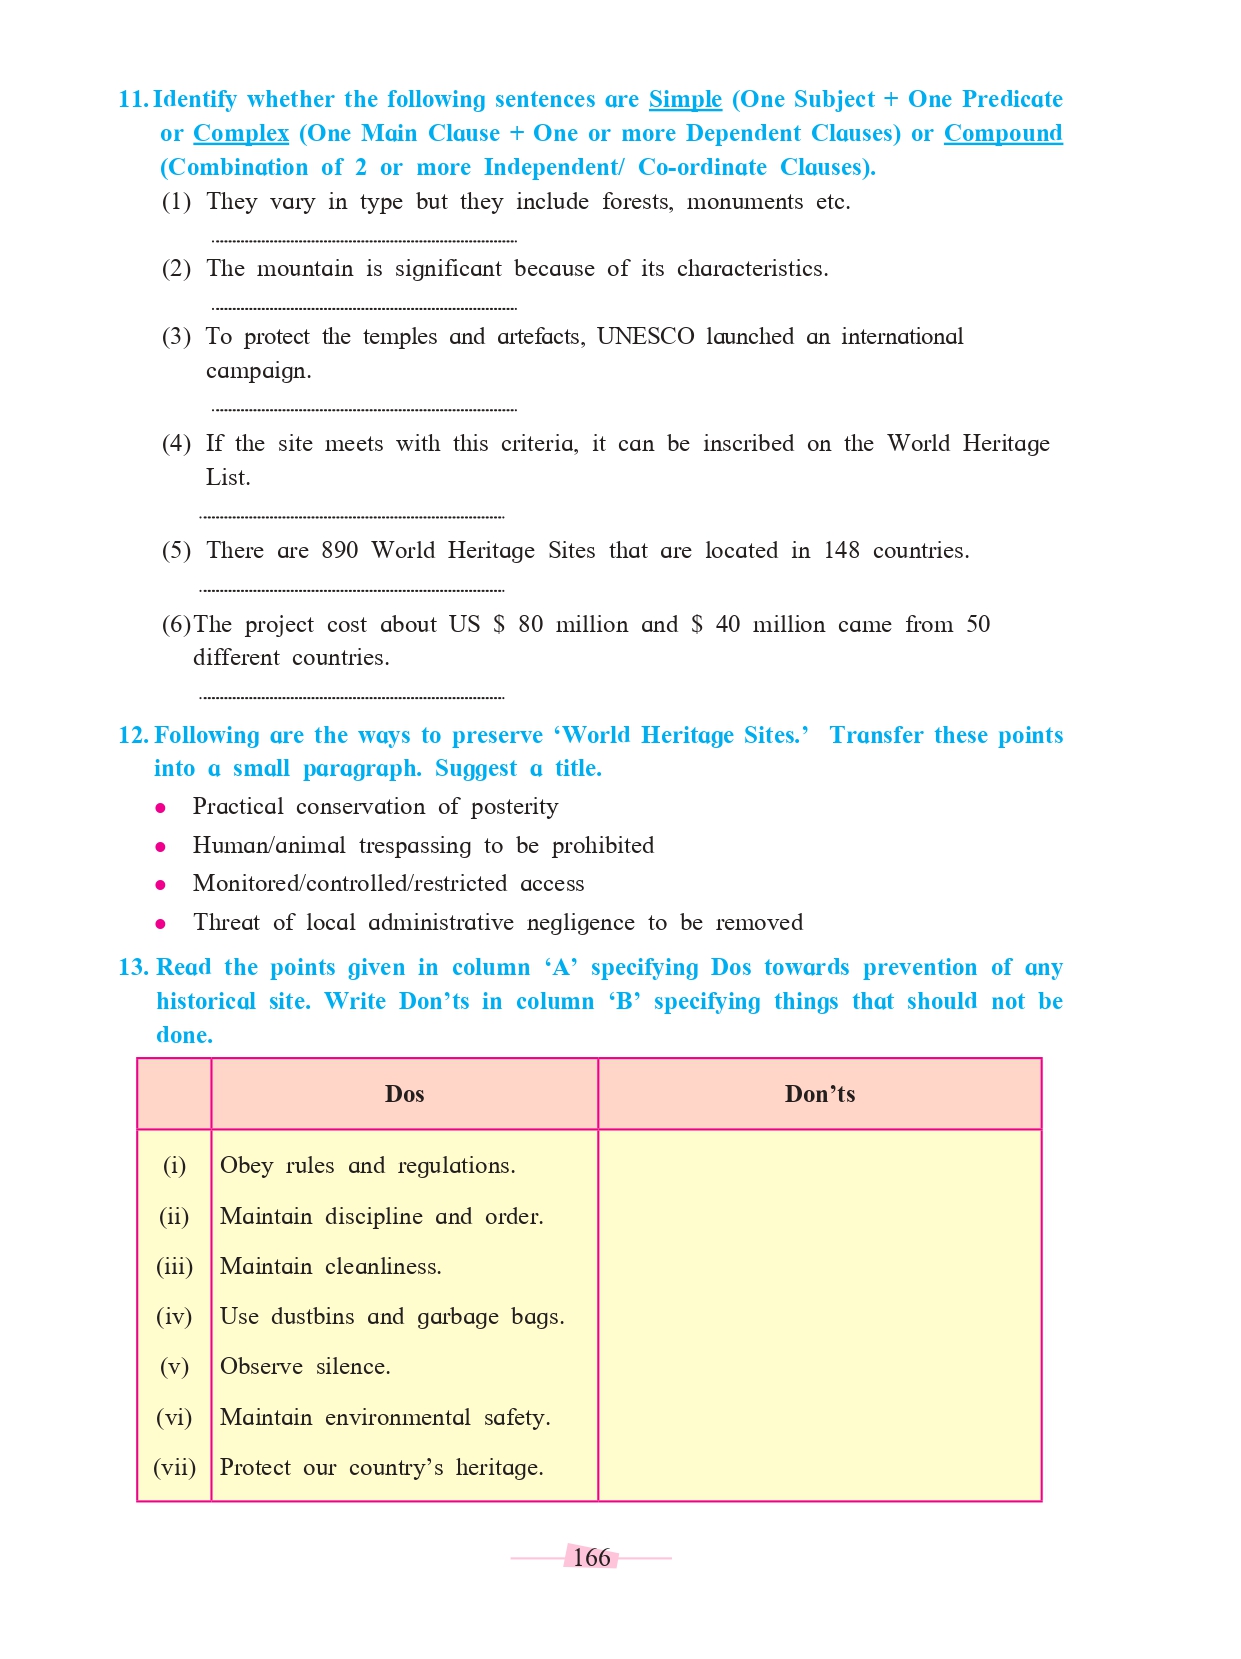 11. Identify whether the following sentences are Simple (One Subject + One Predicate
or Complex (One Main Clause + One or more Dependent Clauses) or Compound
(Combination of 2 or more Independent/ Co-ordinate Clauses).
(1) They vary in type but they include forests, monuments etc.
(2) The mountain is significant because of its characteristics.
(3) To protect the temples and artefacts, UNESCO launched an international
campaign.
(4) If the site meets with this criteria, it can be inscribed on the World Heritage
List.
(5) There are 890 World Heritage Sites that are located in 148 countries.
(6) The project cost about US $ 80 million and $ 40 million came from 50
different countries.
12. Following are the ways to preserve ‘World Heritage Sites.’ Transfer these points
into a small paragraph. Suggest a title.
● Practical conservation of posterity
● Human/animal trespassing to be prohibited
● Monitored/controlled/restricted access
● Threat of local administrative negligence to be removed
13. Read the points given in column ‘A’ specifying Dos towards prevention of any
historical site. Write Don’ts in column ‘B’ specifying things that should not be
done.
Dos Don’ts
(i) Obey rules and regulations.
(ii) Maintain discipline and order.
(iii) Maintain cleanliness.
(iv) Use dustbins and garbage bags.
(v) Observe silence.
(vi) Maintain environmental safety.
(vii) Protect our country’s heritage.
166